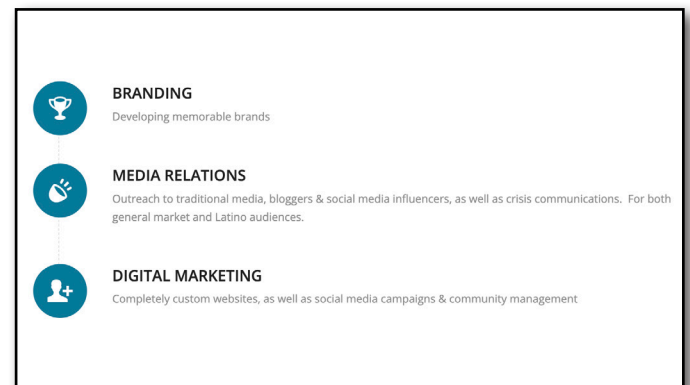 BRANDING
Developing memorable brands
MEDIA RELATIONS
Outreach to traditional media, bloggers & social media influencers, as well as crisis communications.  For both
general market and Latino audiences.
DIGITAL MARKETING
Completely custom websites, as well as social media campaigns & community management